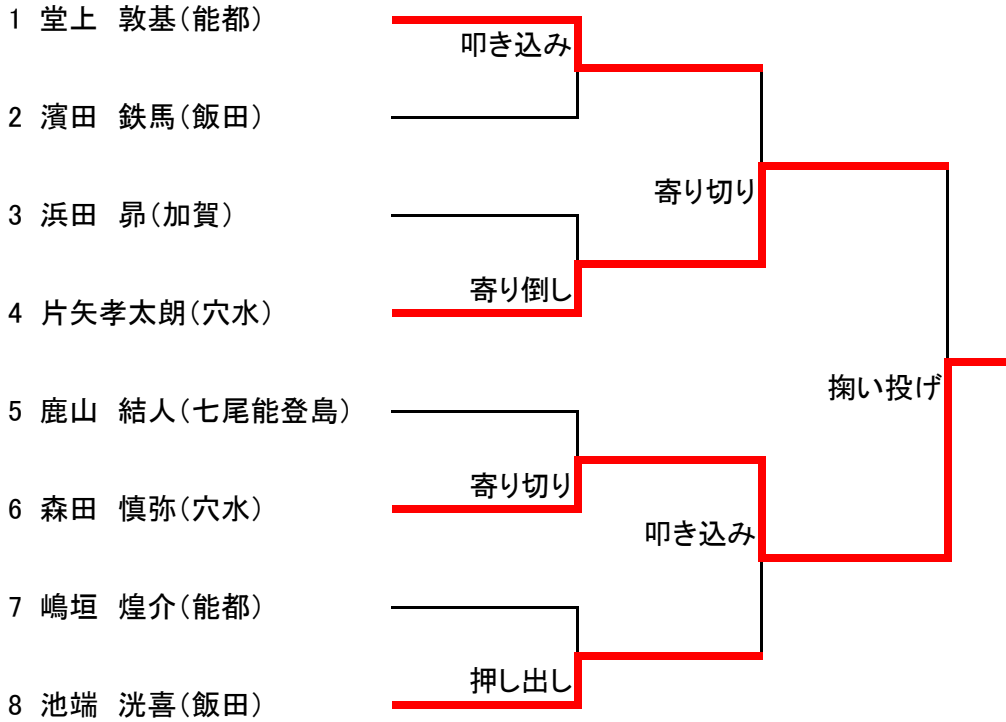 1 堂上 敦基(能都)
叩き込み
2 濱田 鉄馬(飯田)
寄り切り
3 浜田 昴(加賀)
寄り倒し
4 片矢孝太朗(穴水)
掬い投げ
5 鹿山 結人(七尾能登島)
寄り切り
6 森田 慎弥(穴水)
叩き込み
7 嶋垣 煌介(能都)
押し出し
8 池端 洸喜(飯田)